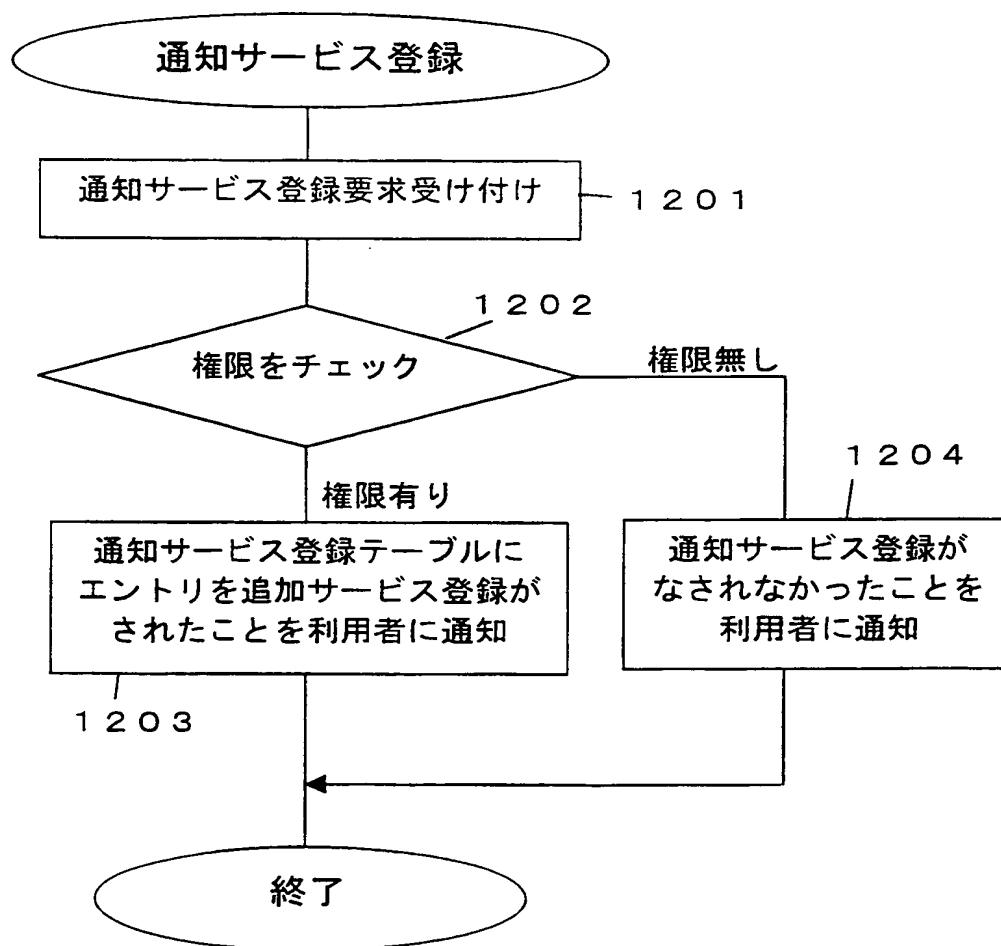 通知サービス登録
通知サービス登録要求受け付け
1201
1202
権限をチェック
権限無し
1204
権限有り
通知サービス登録テーブルに
エントリを追加サービス登録が
されたことを利用者に通知
通知サービス登録が
なされなかったことを
利用者に通知
1203
終了